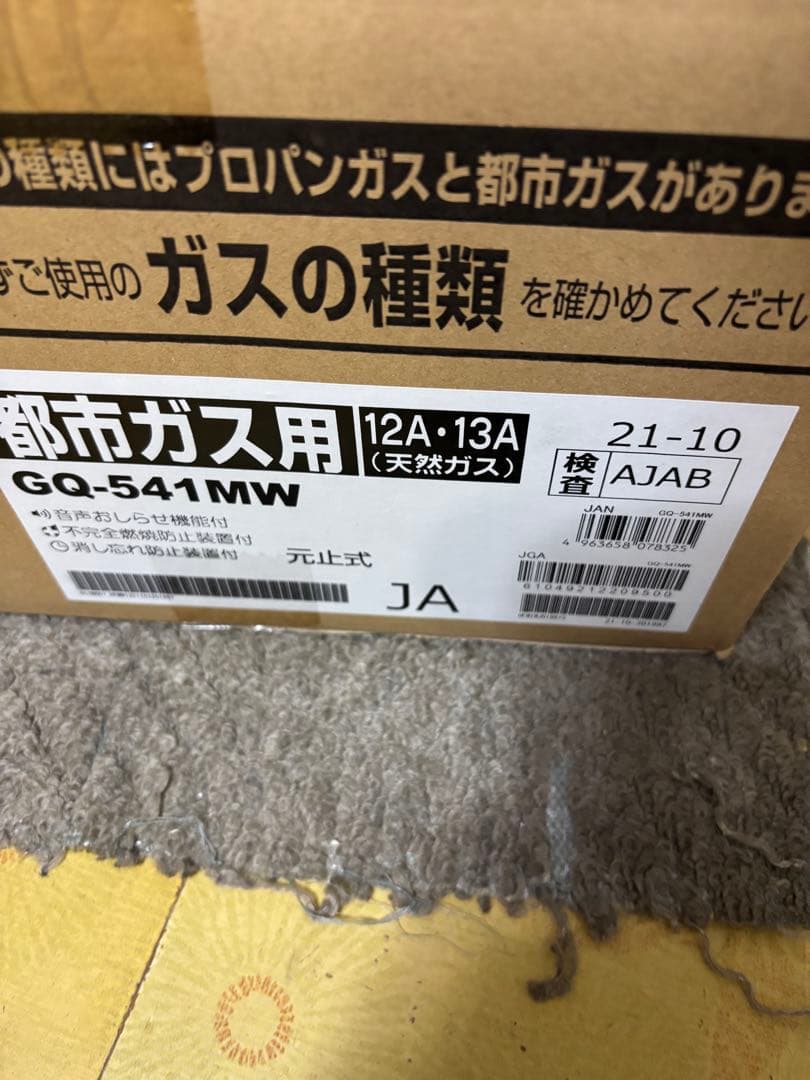 の種類にはプロパンガスと都市ガスがありま
ずご使用の ガスの種類 を確かめてください
都市ガス用 12A・13A
(天然ガス)
GQ-541MW
音声おしらせ機能付
不完全燃焼防止装置付
消し忘れ防止装置付
元止式
JA
21-10
検査 AJAB
JAN GQ-541MW
4 963658 078325
JGA GQ-541MW
61049212209500